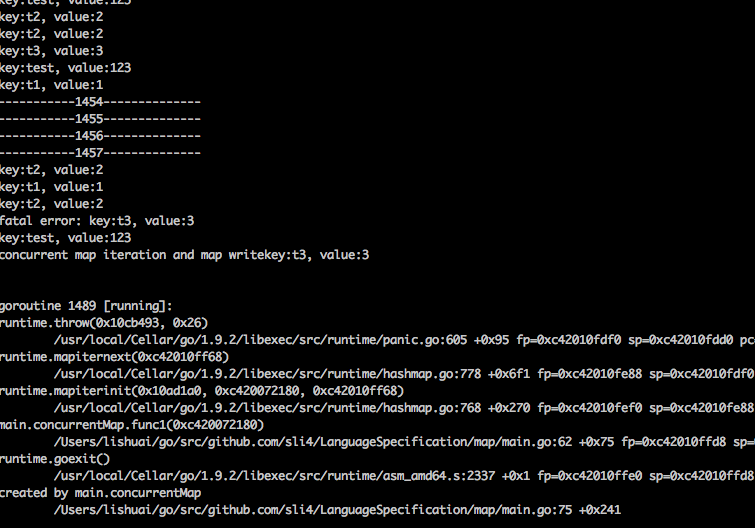 key:test, value:123
key:t2, value:2
key:t2, value:2
key:t3, value:3
key:test, value:123
key:t1, value:1
-----------1454--------------
-----------1455--------------
-----------1456--------------
-----------1457--------------
key:t2, value:2
key:t1, value:1
key:t2, value:2
fatal error: key:t3, value:3
key:test, value:123
concurrent map iteration and map writekey:t3, value:3
goroutine 1489 [running]:
runtime.throw(0x10cb493, 0x26)
/usr/local/Cellar/go/1.9.2/libexec/src/runtime/panic.go:605 +0x95 fp=0xc42010fdf0 sp=0xc42010fdd0 pc
runtime.mapiternext(0xc42010ff68)
/usr/local/Cellar/go/1.9.2/libexec/src/runtime/hashmap.go:778 +0x6f1 fp=0xc42010fe88 sp=0xc42010fdf0
runtime.mapiterinit(0x10ad1a0, 0xc420072180, 0xc42010ff68)
/usr/local/Cellar/go/1.9.2/libexec/src/runtime/hashmap.go:768 +0x270 fp=0xc42010fef0 sp=0xc42010fe88
main.concurrentMap.func1(0xc420072180)
/Users/lishuai/go/src/github.com/sli4/LanguageSpecification/map/main.go:62 +0x75 fp=0xc42010ffd8 sp=
runtime.goexit()
/usr/local/Cellar/go/1.9.2/libexec/src/runtime/asm_amd64.s:2337 +0x1 fp=0xc42010ffe0 sp=0xc42010ffd8
created by main.concurrentMap
/Users/lishuai/go/src/github.com/sli4/LanguageSpecification/map/main.go:75 +0x241